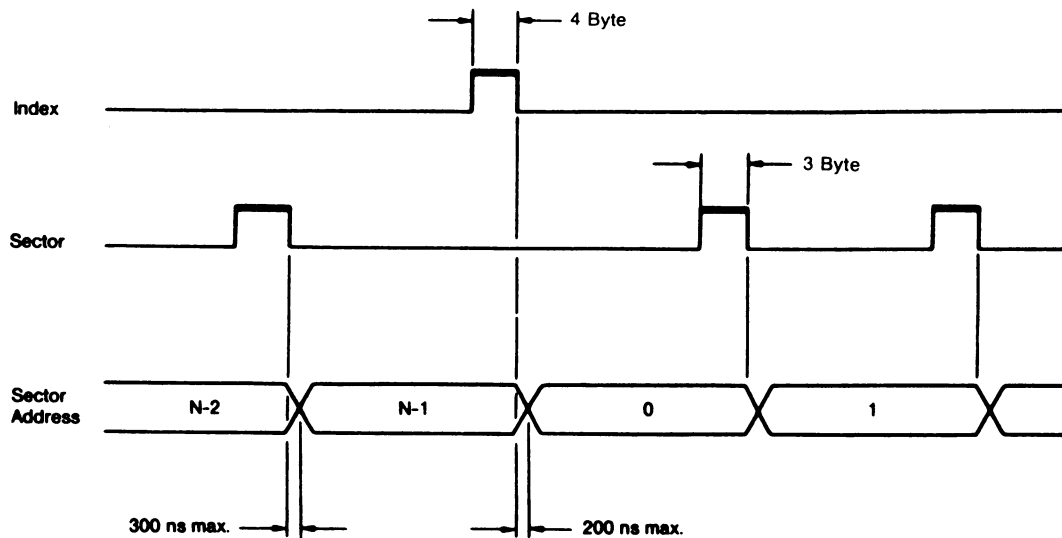 4 Byte
Index
3 Byte
Sector
Sector
Address
N-2
N-1
0
1
300 ns max.
200 ns max.